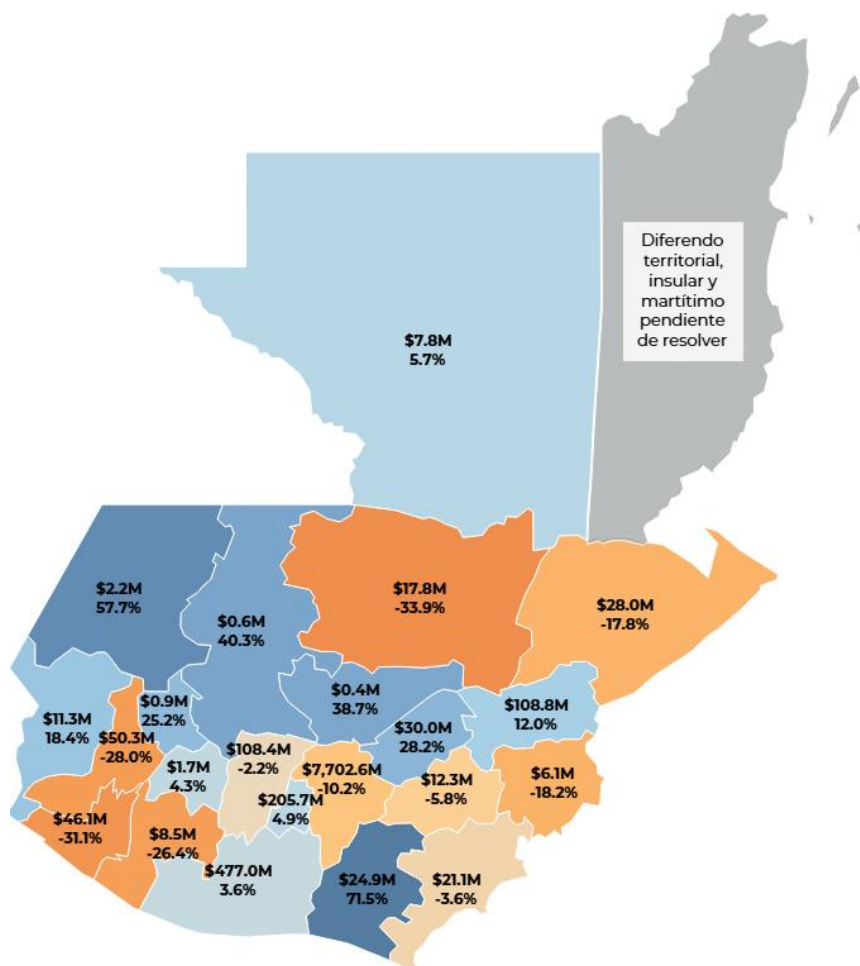 Diferendo
territorial,
insular y
martítimo
pendiente
de resolver
$7.8M
5.7%
$2.2M
57.7%
$0.6M
40.3%
$17.8M
-33.9%
$28.0M
-17.8%
$11.3M
18.4%
$50.3M
-28.0%
$0.9M
25.2%
$0.4M
38.7%
$30.0M
28.2%
$108.8M
12.0%
$1.7M
4.3%
$108.4M
-2.2%
$205.7M
4.9%
$7,702.6M
-10.2%
$12.3M
-5.8%
$6.1M
-18.2%
$46.1M
-31.1%
$8.5M
-26.4%
$477.0M
3.6%
$24.9M
71.5%
$21.1M
-3.6%